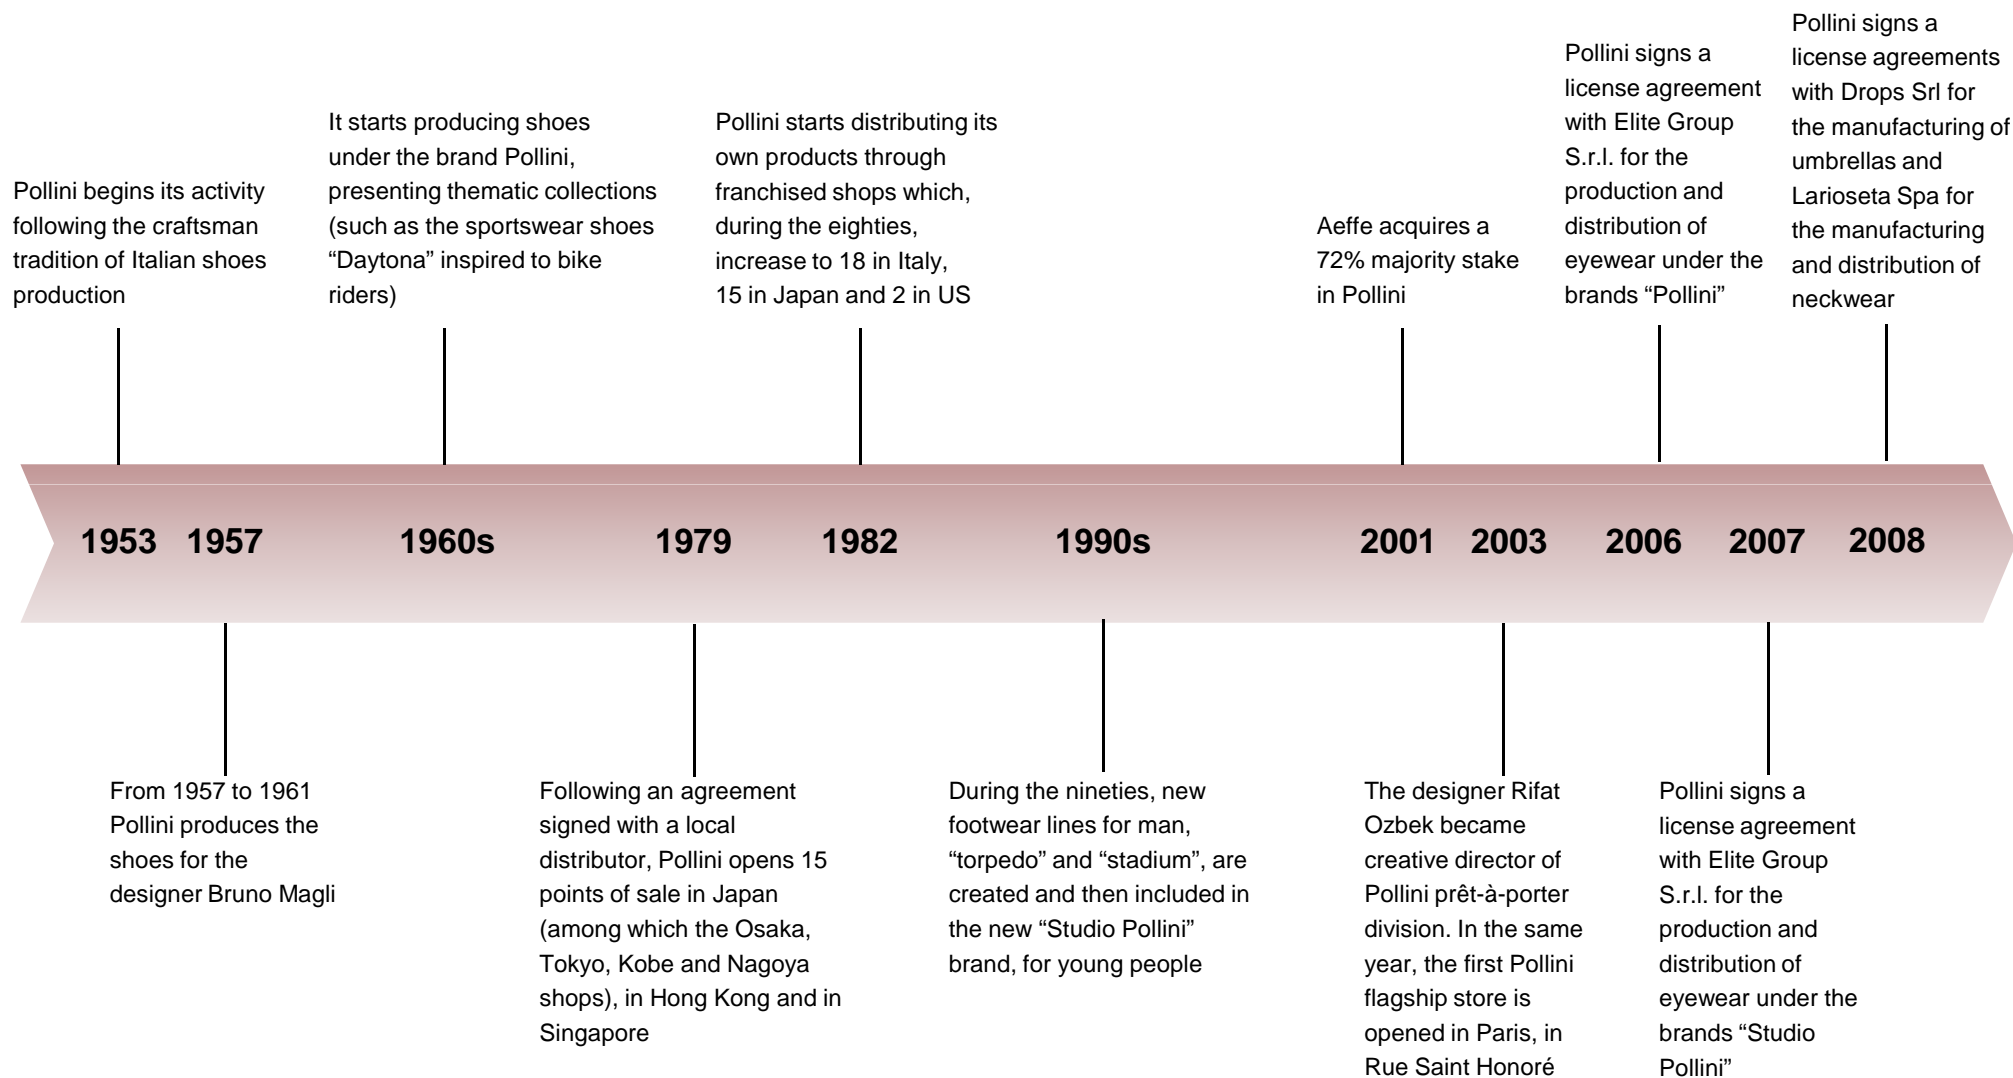 Pollini begins its activity
following the craftsman
tradition of Italian shoes
production
It starts producing shoes
under the brand Pollini,
presenting thematic collections
(such as the sportswear shoes
“Daytona” inspired to bike
riders)
Pollini starts distributing its
own products through
franchised shops which,
during the eighties,
increase to 18 in Italy,
15 in Japan and 2 in US
Aeffe acquires a
72% majority stake
in Pollini
Pollini signs a
license agreement
with Elite Group
S.r.l. for the
production and
distribution of
eyewear under the
brands “Pollini”
Pollini signs a
license agreements
with Drops Srl for
the manufacturing of
umbrellas and
Larioseta Spa for
the manufacturing
and distribution of
neckwear
1953 1957 1960s 1979 1982 1990s 2001 2003 2006 2007 2008
From 1957 to 1961
Pollini produces the
shoes for the
designer Bruno Magli
Following an agreement
signed with a local
distributor, Pollini opens 15
points of sale in Japan
(among which the Osaka,
Tokyo, Kobe and Nagoya
shops), in Hong Kong and in
Singapore
During the nineties, new
footwear lines for man,
“torpedo” and “stadium”, are
created and then included in
the new “Studio Pollini”
brand, for young people
The designer Rifat
Ozbek became
creative director of
Pollini prêt-à-porter
division. In the same
year, the first Pollini
flagship store is
opened in Paris, in
Rue Saint Honoré
Pollini signs a
license agreement
with Elite Group
S.r.l. for the
production and
distribution of
eyewear under the
brands “Studio
Pollini”